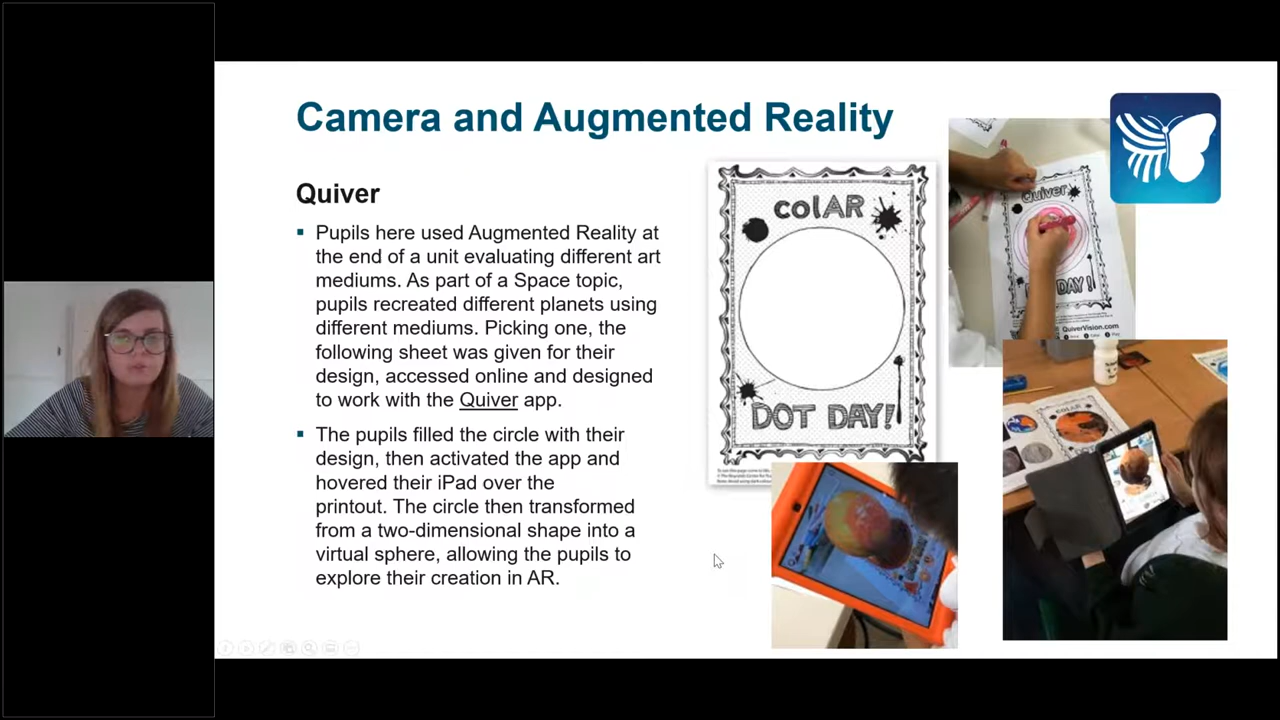 Camera and Augmented Reality
Quiver
Pupils here used Augmented Reality at
the end of a unit evaluating different art
mediums. As part of a Space topic,
pupils recreated different planets using
different mediums. Picking one, the
following sheet was given for their
design, accessed online and designed
to work with the Quiver app.
The pupils filled the circle with their
design, then activated the app and
hovered their iPad over the
printout. The circle then transformed
from a two-dimensional shape into a
virtual sphere, allowing the pupils to
explore their creation in AR.
colAR
DOT DAY!
Quiver
DAY!
QuiverVision.com
colAR